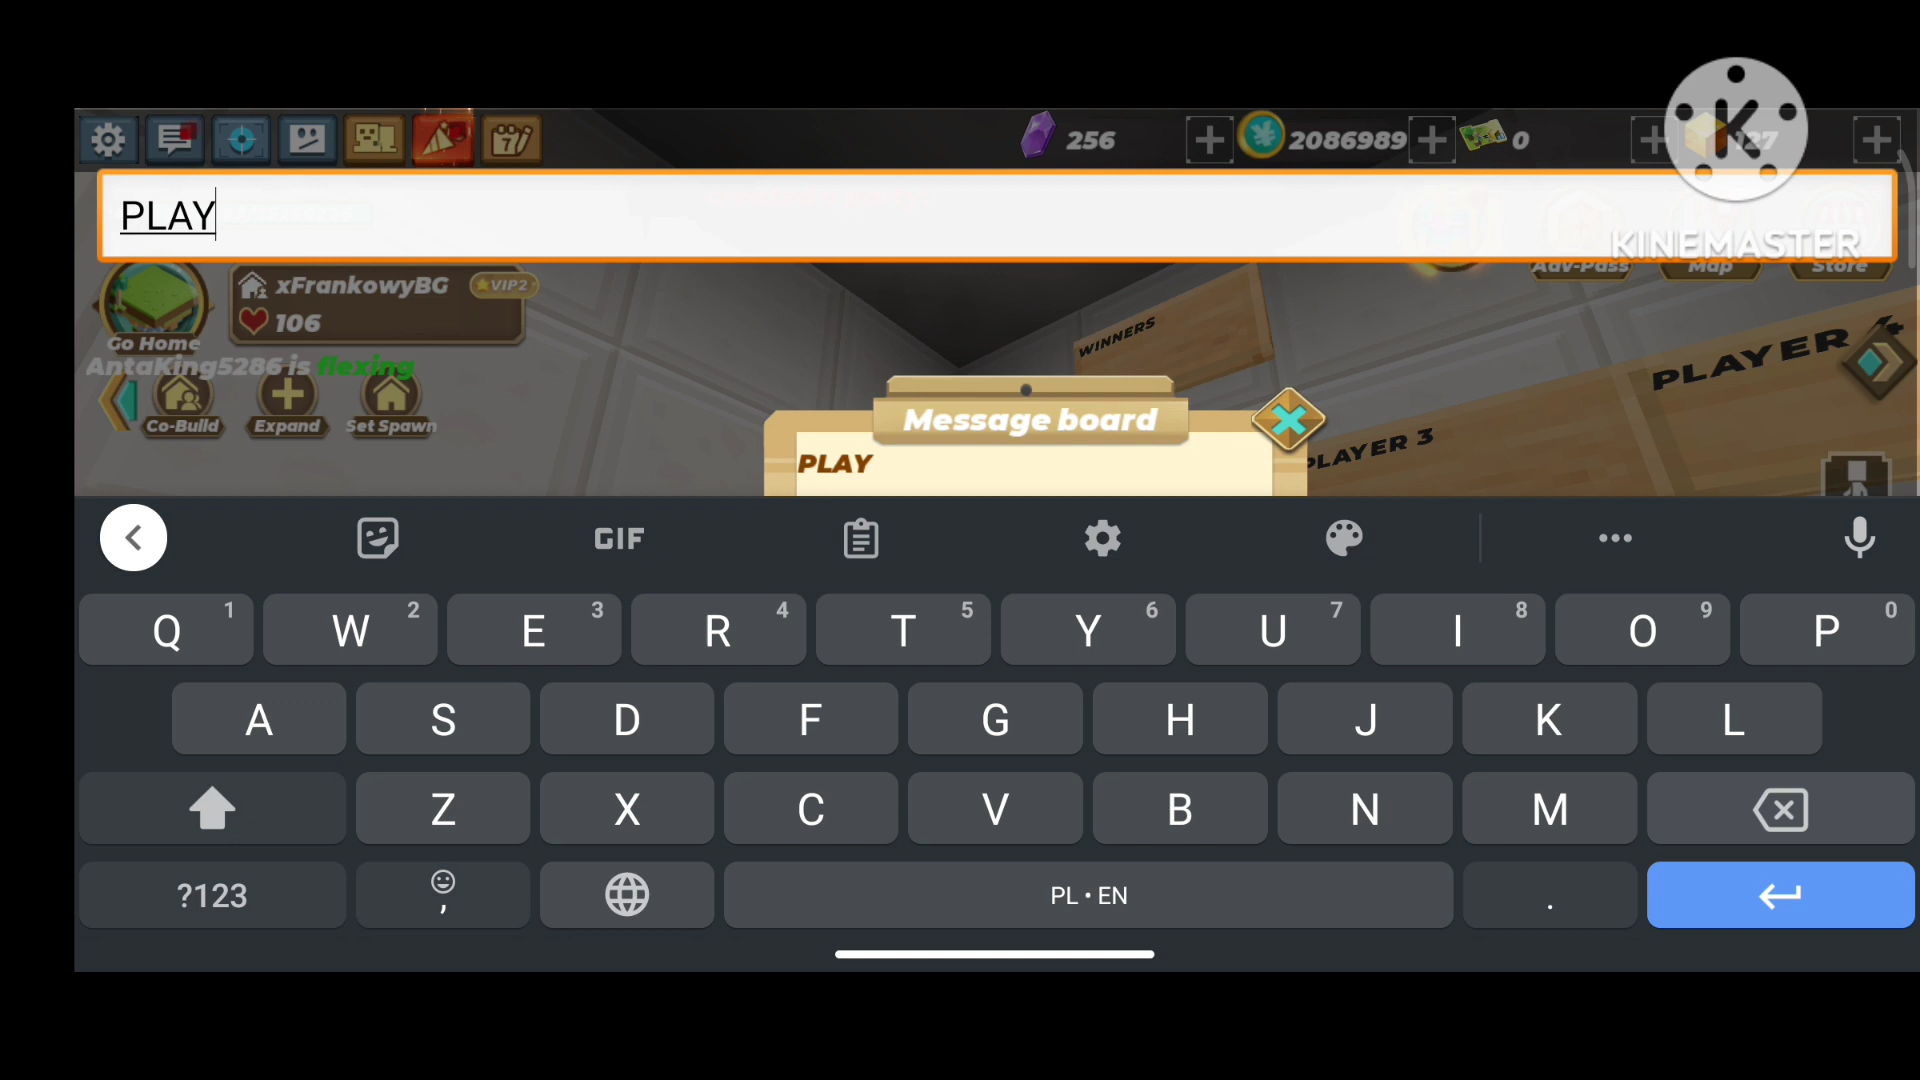 256
2086989
0
127
PLAY
KINEMASTER
xFrankowyBG
VIP2
Adv-Pass
Map
Store
106
Go Home
WINNERS
PLAYER 4
AntaKing5286 is flexing
Co-Build
Expand
Set Spawn
Message board
PLAYER 3
PLAY
GIF
Q 1 W 2 E 3 R 4 T 5 Y 6 U 7 I 8 O 9 P 0
A S D F G H J K L
Z X C V B N M
?123 , PL • EN .